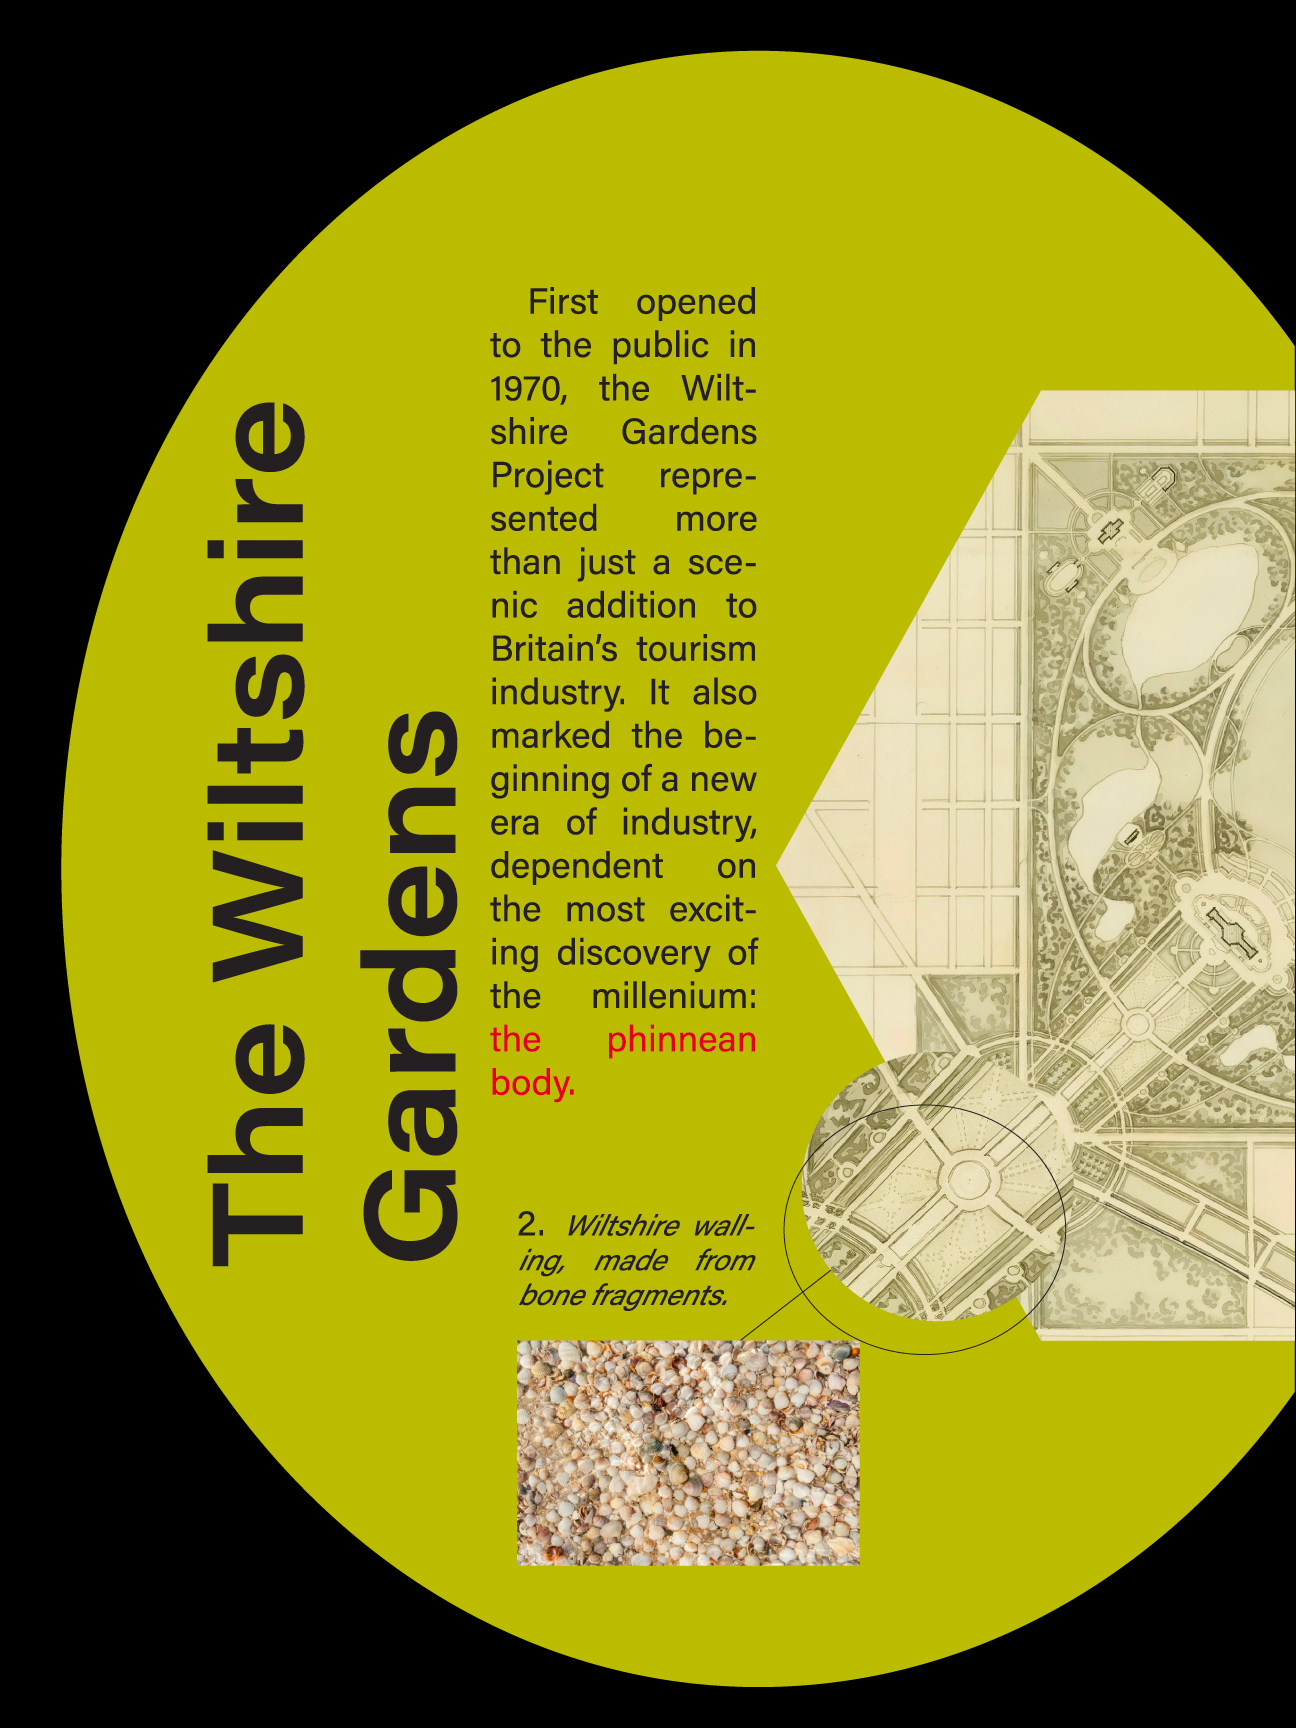 The Wiltshire
Gardens
First opened
to the public in
1970, the Wilt-
shire Gardens
Project repre-
sented more
than just a sce-
nic addition to
Britain’s tourism
industry. It also
marked the be-
ginning of a new
era of industry,
dependent on
the most excit-
ing discovery of
the millenium:
the phinnean
body.
2. Wiltshire wall-
ing, made from
bone fragments.